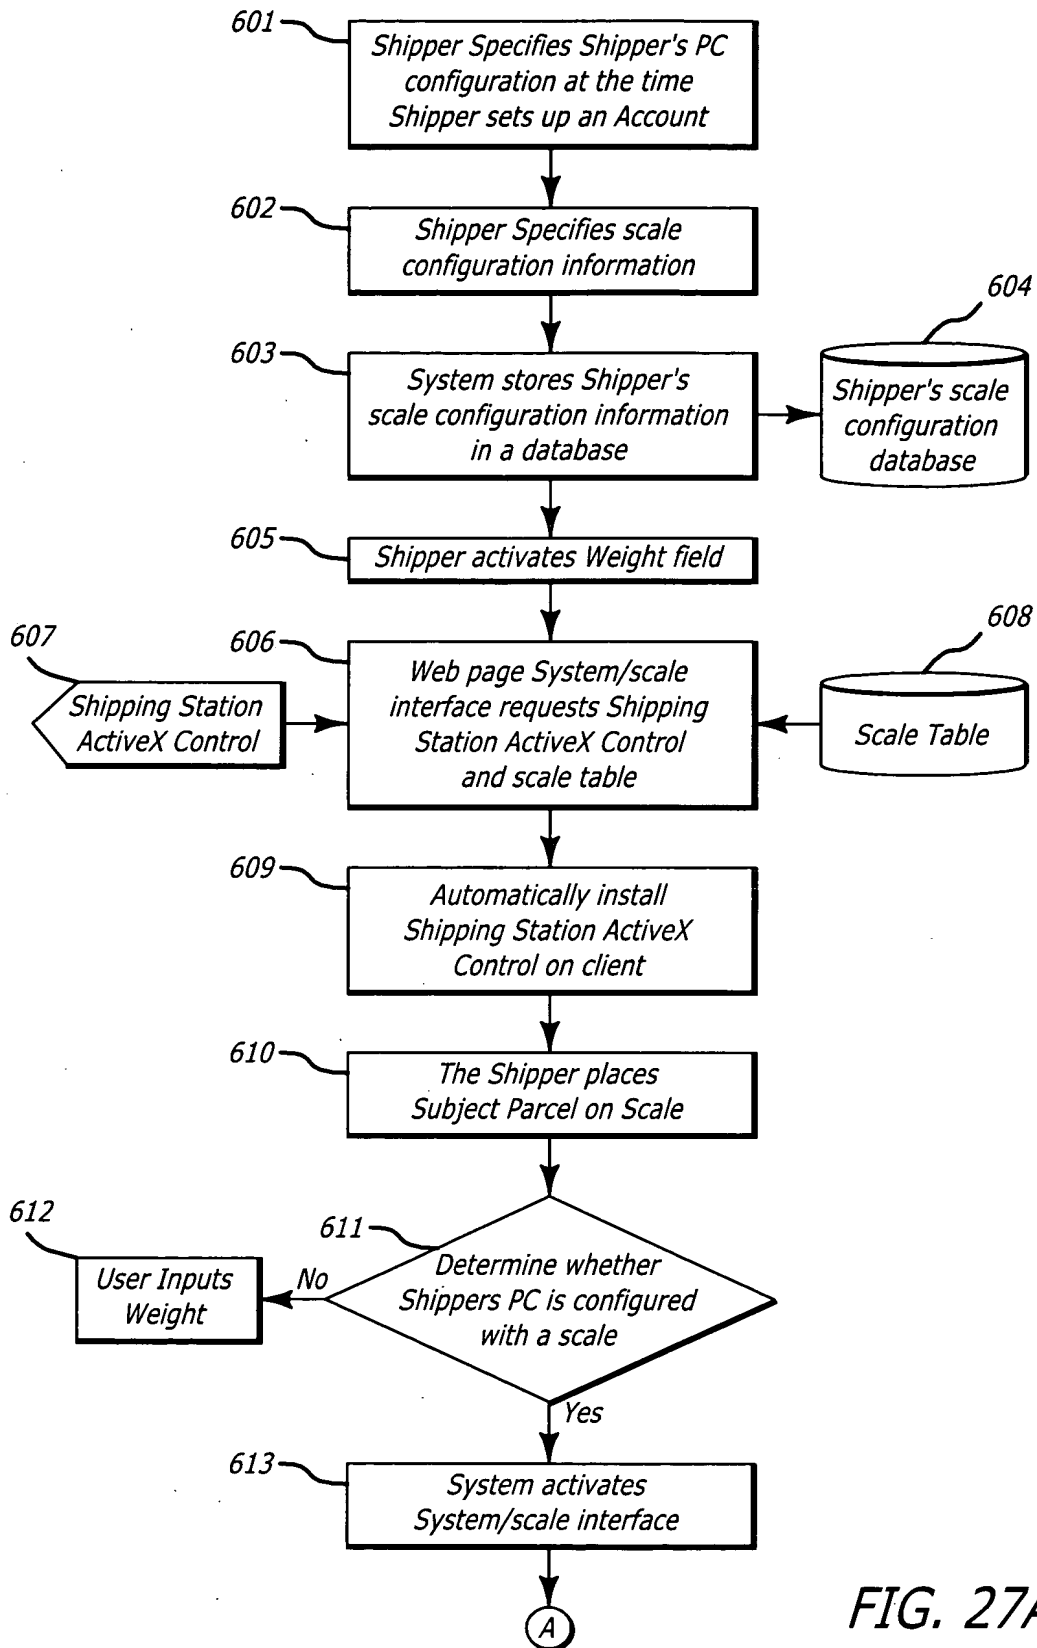 601
Shipper Specifies Shipper's PC
configuration at the time
Shipper sets up an Account
602
Shipper Specifies scale
configuration information
603
System stores Shipper's
scale configuration information
in a database
604
Shipper's scale
configuration
database
605
Shipper activates Weight field
606
Web page System/scale
interface requests Shipping
Station ActiveX Control
and scale table
607
Shipping Station
ActiveX Control
608
Scale Table
609
Automatically install
Shipping Station ActiveX
Control on client
610
The Shipper places
Subject Parcel on Scale
611
Determine whether
Shippers PC is configured
with a scale
No
612
User Inputs
Weight
Yes
613
System activates
System/scale interface
A
FIG. 27A